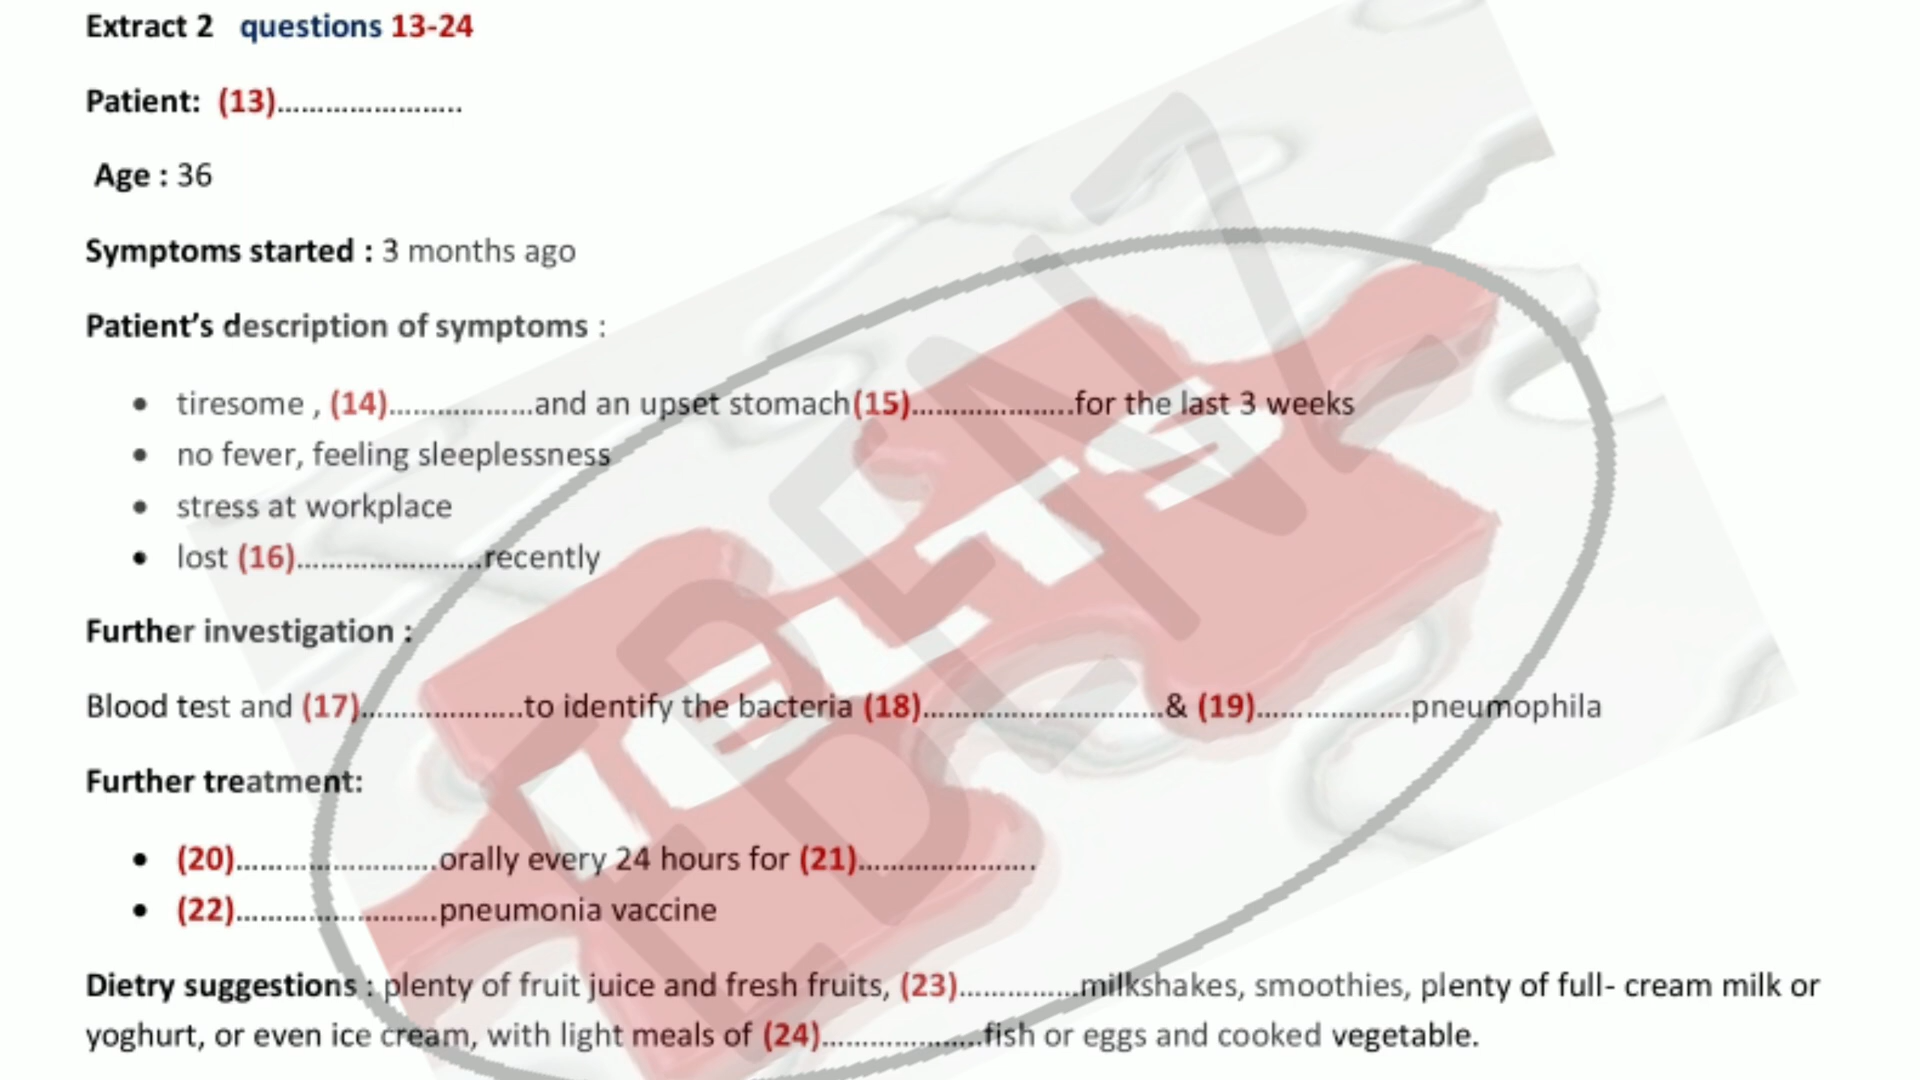 Extract 2 questions 13-24
Patient: (13).......................
Age : 36
Symptoms started : 3 months ago
Patient's description of symptoms :
• tiresome , (14)..................and an upset stomach(15)....................for the last 3 weeks
• no fever, feeling sleeplessness
• stress at workplace
• lost (16).......................recently
Further investigation :
Blood test and (17)....................to identify the bacteria (18)..............................& (19)...................pneumophila
Further treatment:
• (20).........................orally every 24 hours for (21)......................
• (22).........................pneumonia vaccine
Dietry suggestions : plenty of fruit juice and fresh fruits, (23)...............milkshakes, smoothies, plenty of full- cream milk or
yoghurt, or even ice cream, with light meals of (24)....................fish or eggs and cooked vegetable.
IELTS